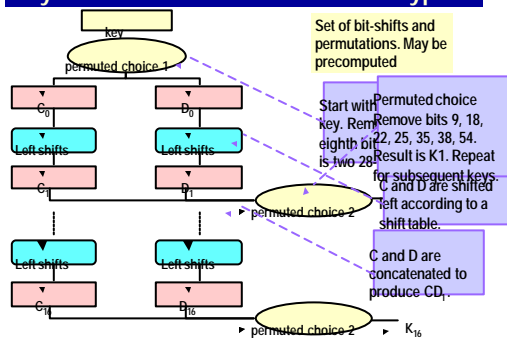 key
Set of bit-shifts and
permutations. May be
precomputed
permuted choice 1
C0
D0
Start with
key. Rem
eighth bit
is two 28-
Permuted choice
Remove bits 9, 18,
22, 25, 35, 38, 54.
Result is K1. Repeat
for subsequent keys.
Left shifts
Left shifts
C1
D1
permuted choice 2
C and D are shifted
left according to a
shift table.
Left shifts
Left shifts
C and D are
concatenated to
produce CD1.
C16
D16
permuted choice 2
K16